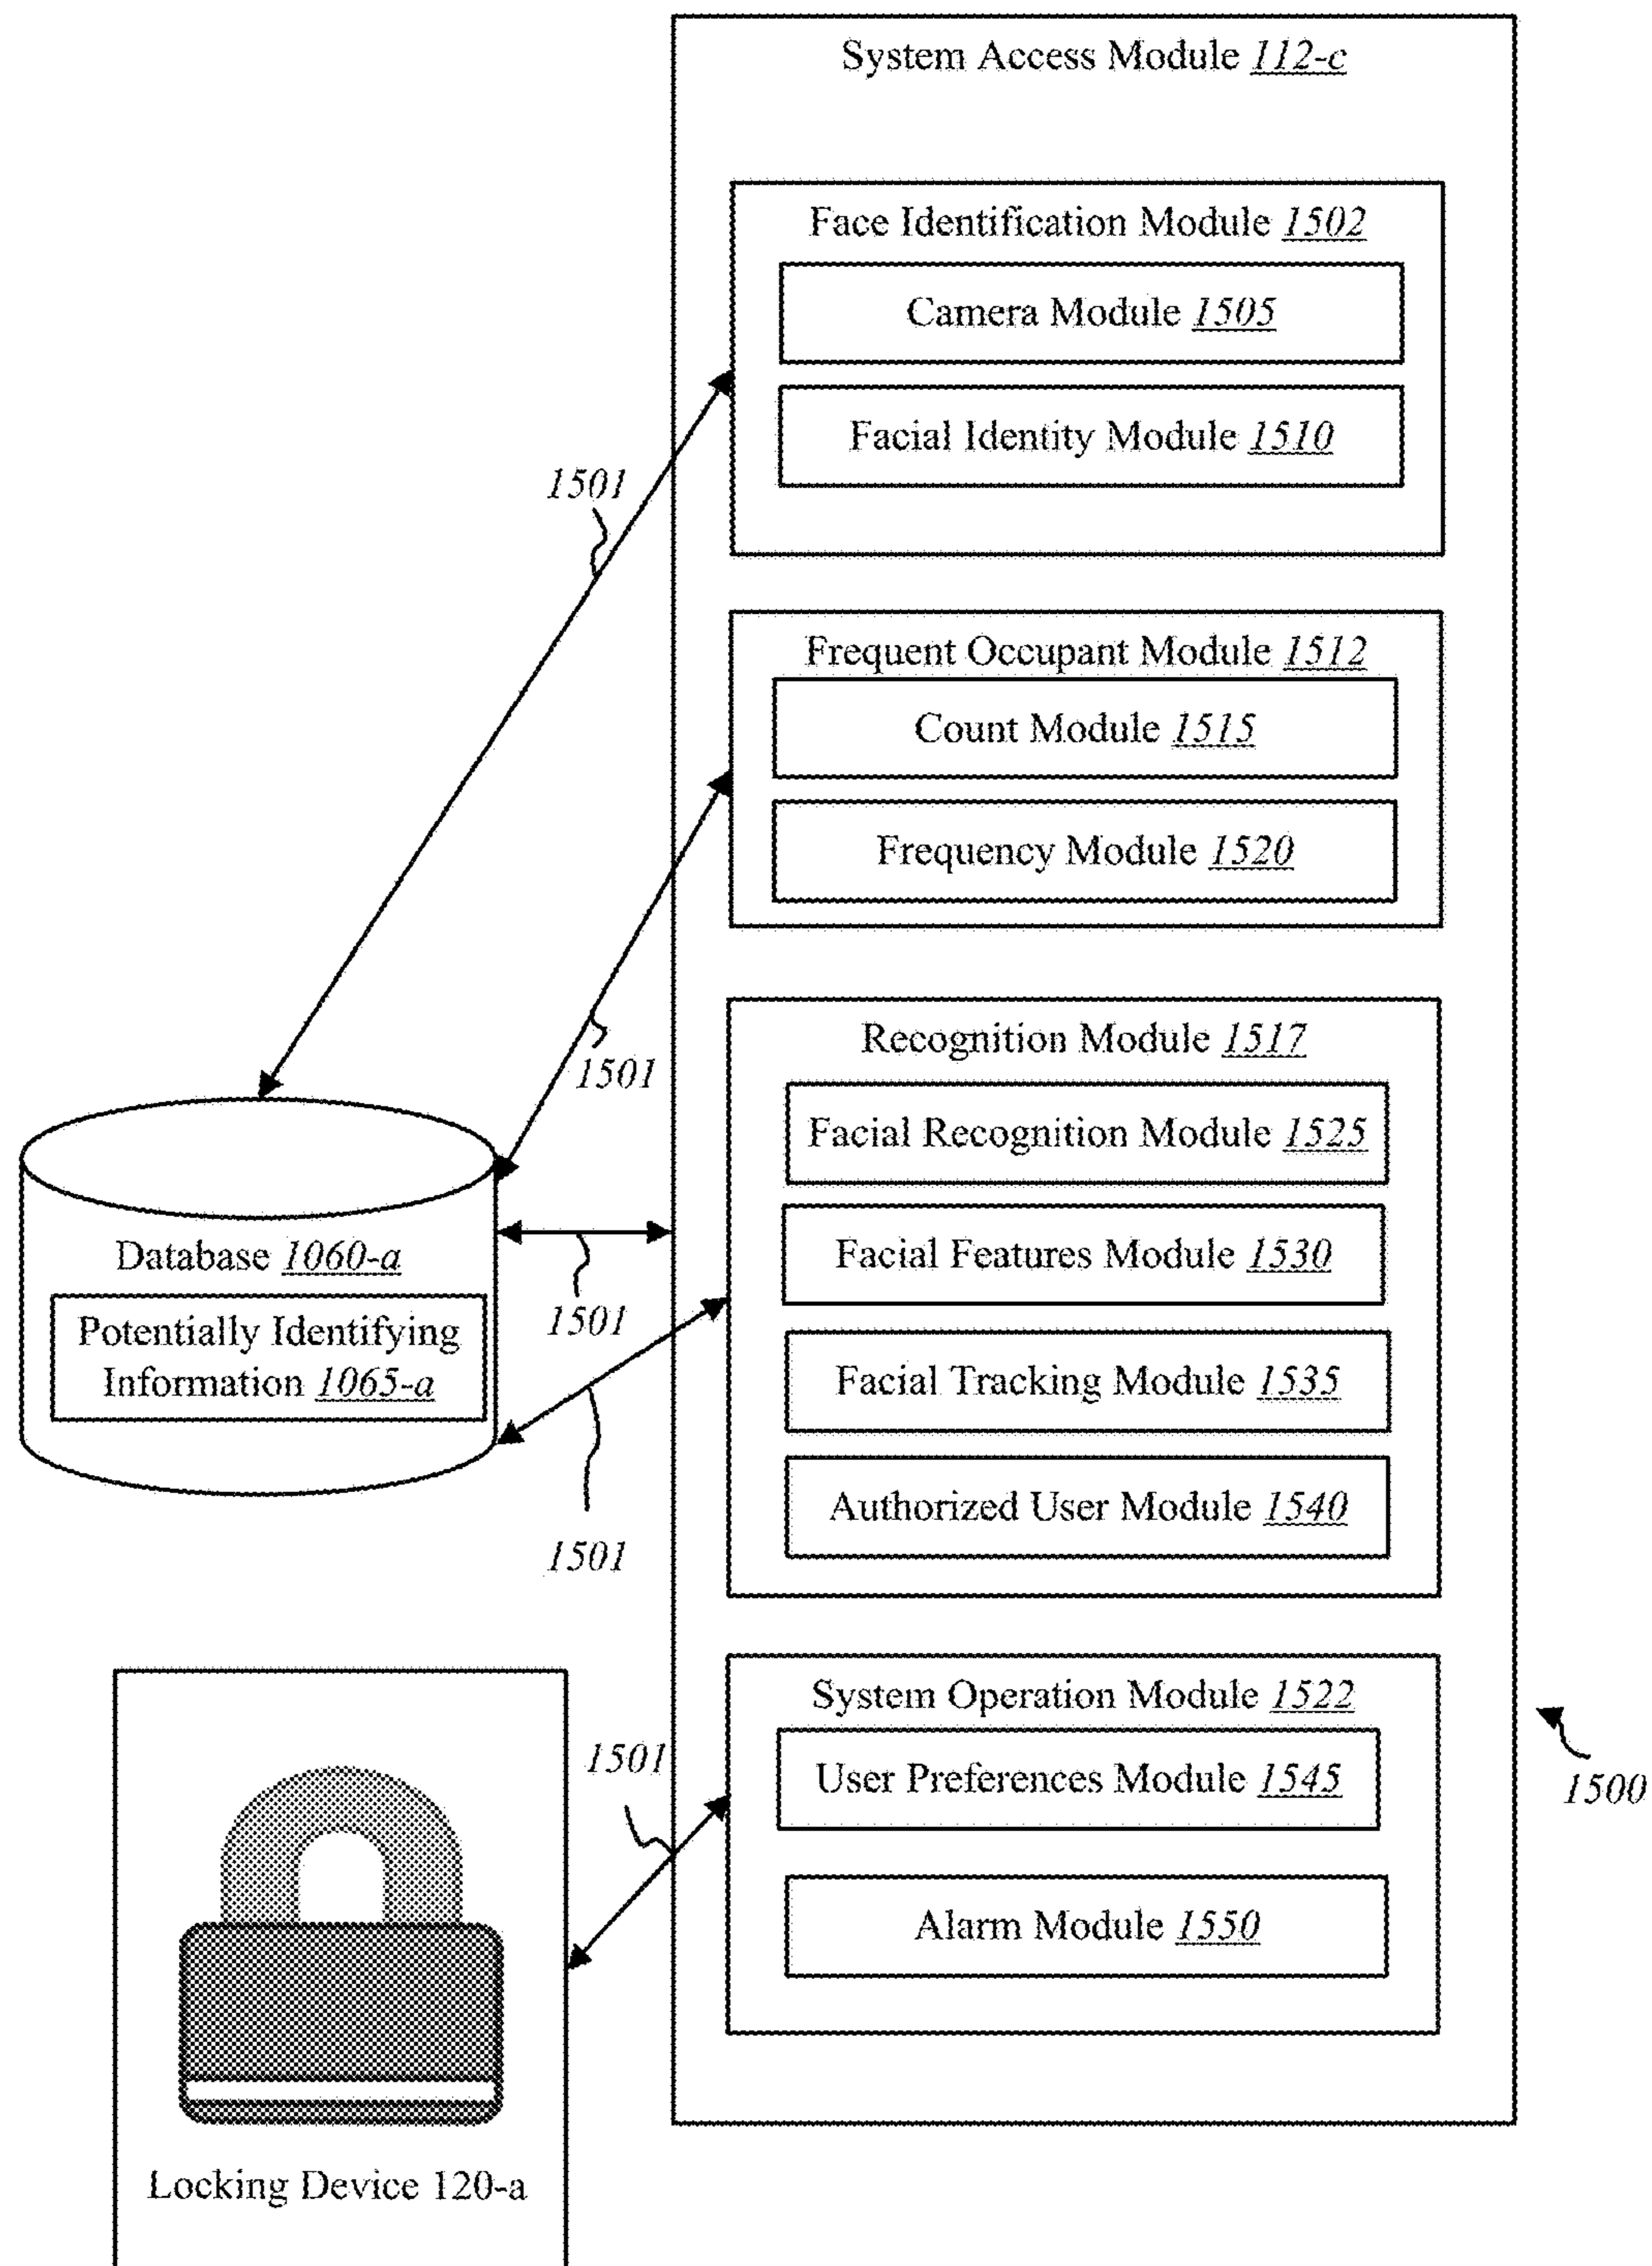 System Access Module 112-c
Face Identification Module 1502
Camera Module 1505
Facial Identity Module 1510
1501
Frequent Occupant Module 1512
Count Module 1515
Frequency Module 1520
1501
Recognition Module 1517
Facial Recognition Module 1525
Facial Features Module 1530
Facial Tracking Module 1535
Authorized User Module 1540
Database 1060-a
Potentially Identifying
Information 1065-a
1501
1501
System Operation Module 1522
User Preferences Module 1545
Alarm Module 1550
1501
1500
Locking Device 120-a